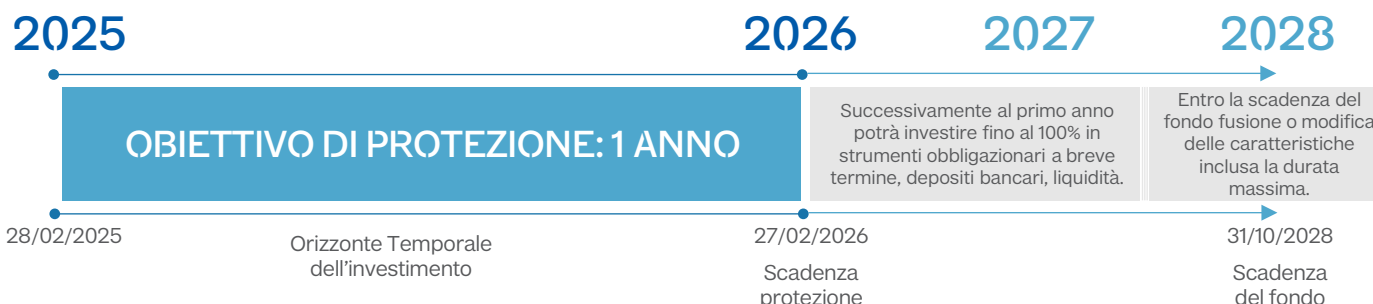 2025
2026
2027
2028
OBIETTIVO DI PROTEZIONE: 1 ANNO
Successivamente al primo anno
potrà investire fino al 100% in
strumenti obbligazionari a breve
termine, depositi bancari, liquidità.
Entro la scadenza del
fondo fusione o modifica
delle caratteristiche
inclusa la durata
massima.
28/02/2025
Orizzonte Temporale
dell'investimento
27/02/2026
Scadenza
protezione
31/10/2028
Scadenza
del fondo